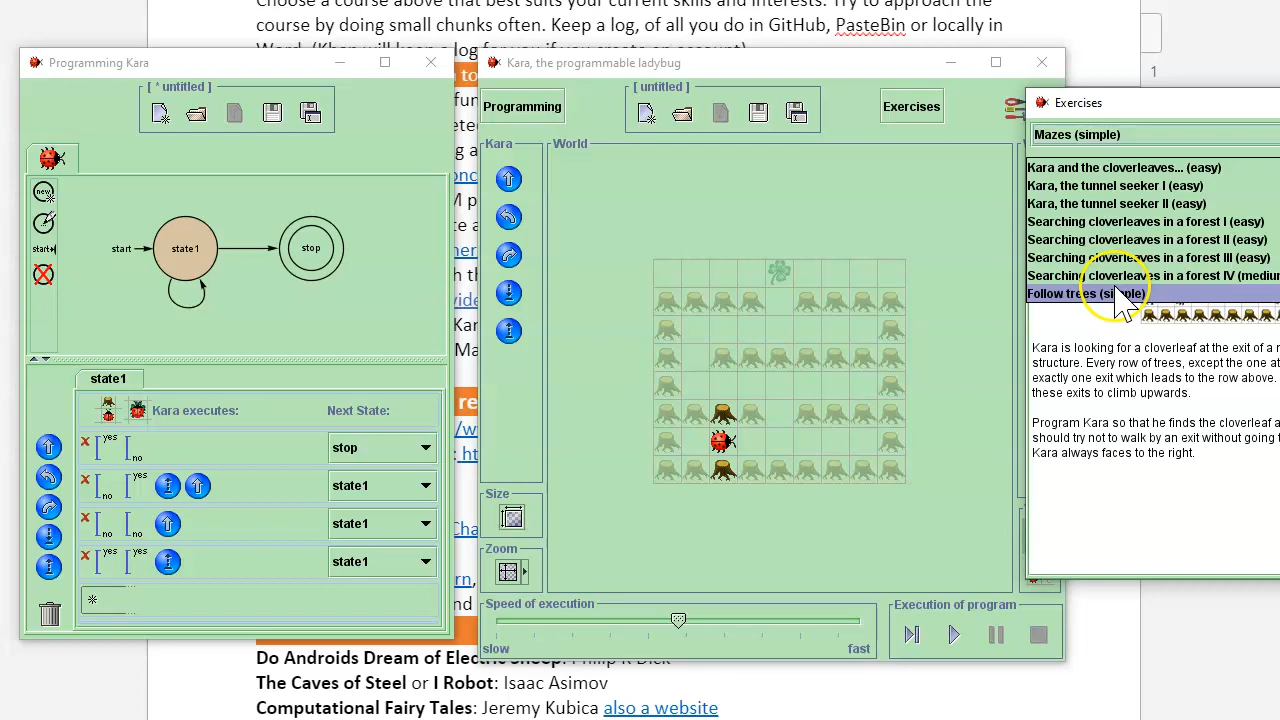 Choose a course above that best suits your current skills and interests. Try to approach the
course by doing small chunks often. Keep a log, of all you do in GitHub, PasteBin or locally in
Programming Kara
[ * untitled ]
start
state1
stop
new
start
state1
Kara executes:
Next State:
yes
no
stop
no
yes
state1
no
no
state1
yes
yes
state1
Kara, the programmable ladybug
Programming
[ untitled ]
Exercises
Kara
World
Size
Zoom
Speed of execution
slow
fast
Execution of program
Exercises
Mazes (simple)
Kara and the cloverleaves... (easy)
Kara, the tunnel seeker I (easy)
Kara, the tunnel seeker II (easy)
Searching cloverleaves in a forest I (easy)
Searching cloverleaves in a forest II (easy)
Searching cloverleaves in a forest III (easy)
Searching cloverleaves in a forest IV (medium
Follow trees (simple)
Kara is looking for a cloverleaf at the exit of a
structure. Every row of trees, except the one at
exactly one exit which leads to the row above.
these exits to climb upwards.
Program Kara so that he finds the cloverleaf a
should try not to walk by an exit without going
Kara always faces to the right.
1
Do Androids Dream of Electric Sheep: Philip K Dick
The Caves of Steel or I Robot: Isaac Asimov
Computational Fairy Tales: Jeremy Kubica also a website